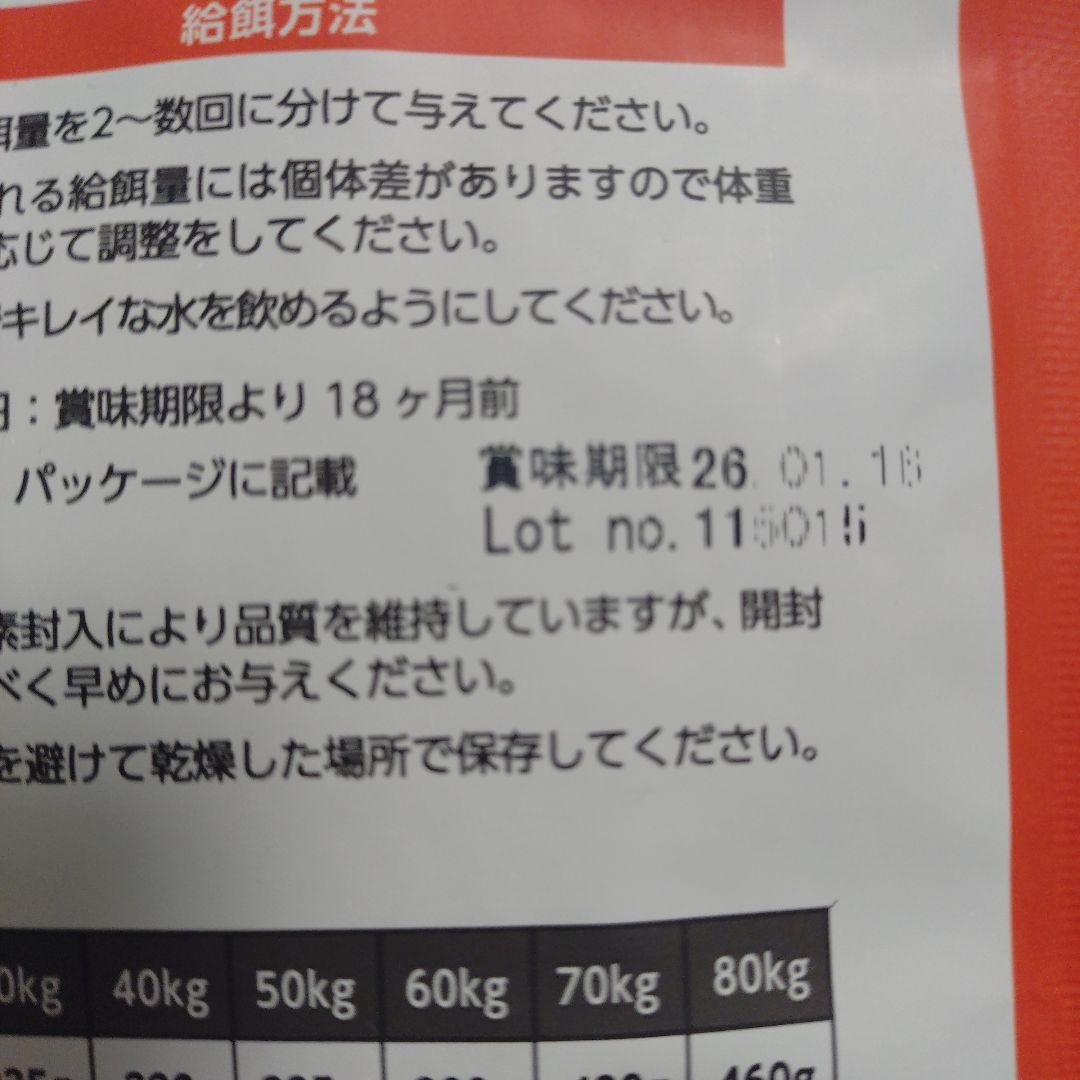 給餌方法
餌量を2〜数回に分けて与えてください。
れる給餌量には個体差がありますので体重
応じて調整をしてください。
キレイな水を飲めるようにしてください。
日：賞味期限より 18 ヶ月前
パッケージに記載
賞味期限 26. 01.
Lot no.
素封入により品質を維持していますが、開封
べく早めにお与えください。
を避けて乾燥した場所で保存してください。
0kg 40kg 50kg 60kg 70kg 80kg
460g